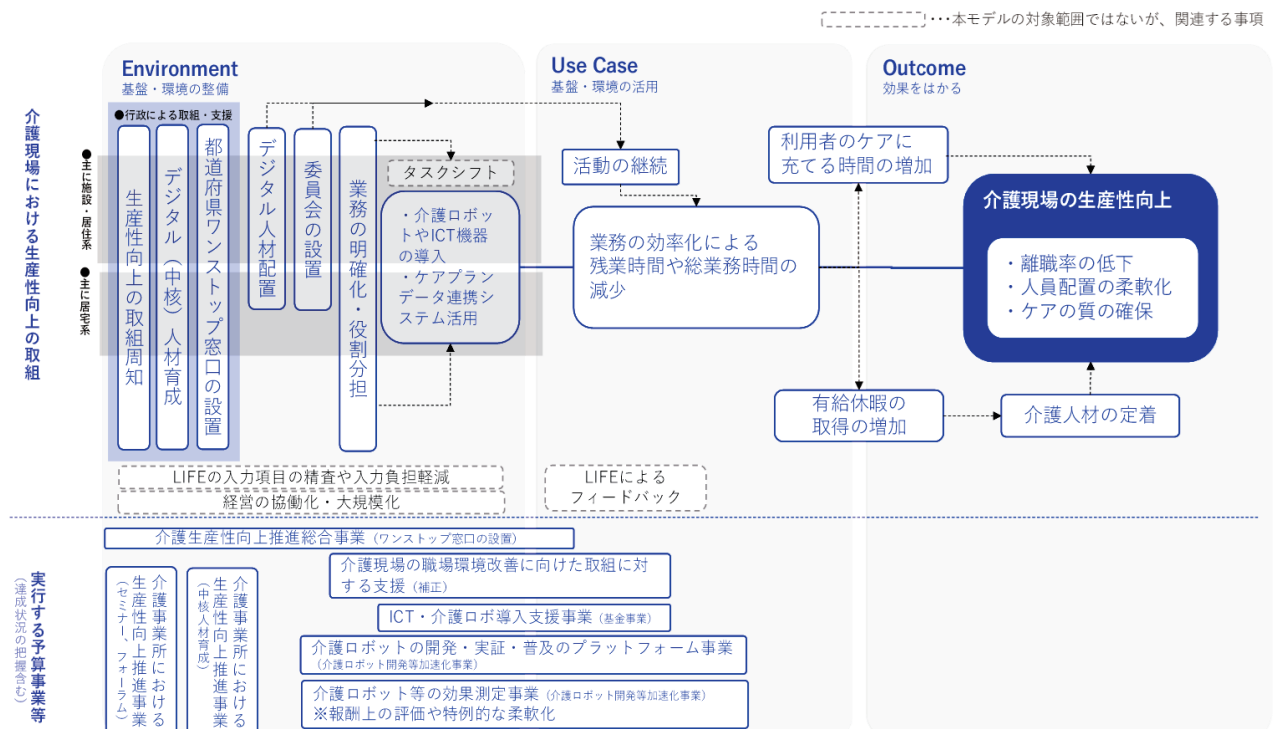 ・・・本モデルの対象範囲ではないが、関連する事項
Environment
基盤・環境の整備
Use Case
基盤・環境の活用
Outcome
効果をはかる
介護現場における生産性向上の取組
●主に施設・居住系
●主に居宅系
●行政による取組・支援
生産性向上の取組周知
デジタル（中核）人材育成
都道府県ワンストップ窓口の設置
デジタル人材配置
委員会の設置
業務の明確化・役割分担
タスクシフト
・介護ロボッ
トやICT機器
の導入
・ケアプラン
データ連携シ
ステム活用
活動の継続
業務の効率化による
残業時間や総業務時間の
減少
利用者のケアに
充てる時間の増加
有給休暇の
取得の増加
介護人材の定着
介護現場の生産性向上
・離職率の低下
・人員配置の柔軟化
・ケアの質の確保
LIFEの入力項目の精査や入力負担軽減
経営の協働化・大規模化
LIFEによる
フィードバック
実行する予算事業等
（達成状況の把握含む）
介護生産性向上推進総合事業（ワンストップ窓口の設置）
介護事業所における
生産性向上推進事業
（セミナー、フォーラム）
介護事業所における
生産性向上推進事業
（中核人材育成）
介護現場の職場環境改善に向けた取組に対
する支援（補正）
ICT・介護ロボ導入支援事業（基金事業）
介護ロボットの開発・実証・普及のプラットフォーム事業
（介護ロボット開発等加速化事業）
介護ロボット等の効果測定事業（介護ロボット開発等加速化事業）
※報酬上の評価や特例的な柔軟化